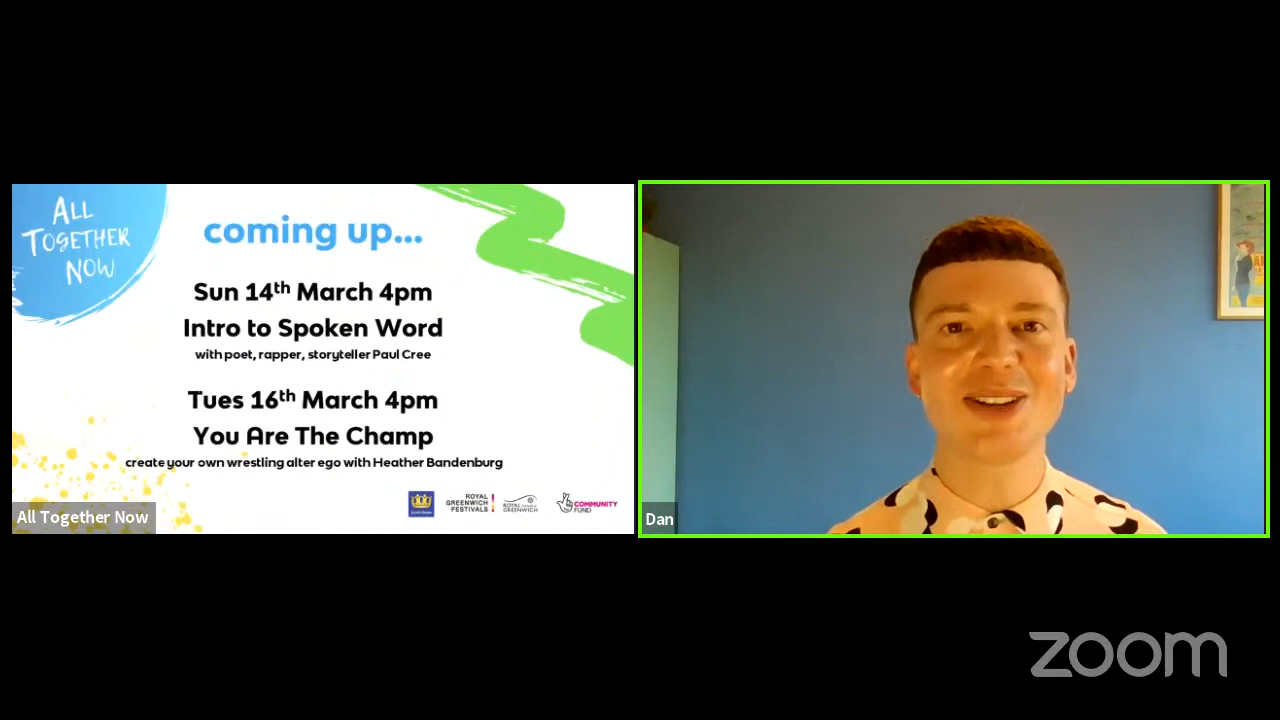 ALL
TOGETHER
NOW
coming up...
Sun 14th March 4pm
Intro to Spoken Word
with poet, rapper, storyteller Paul Cree
Tues 16th March 4pm
You Are The Champ
create your own wrestling alter ego with Heather Bandenburg
ROYAL
GREENWICH
FESTIVALS
GREENWICH
COMMUNITY
FUND
All Together Now
Dan
zoom